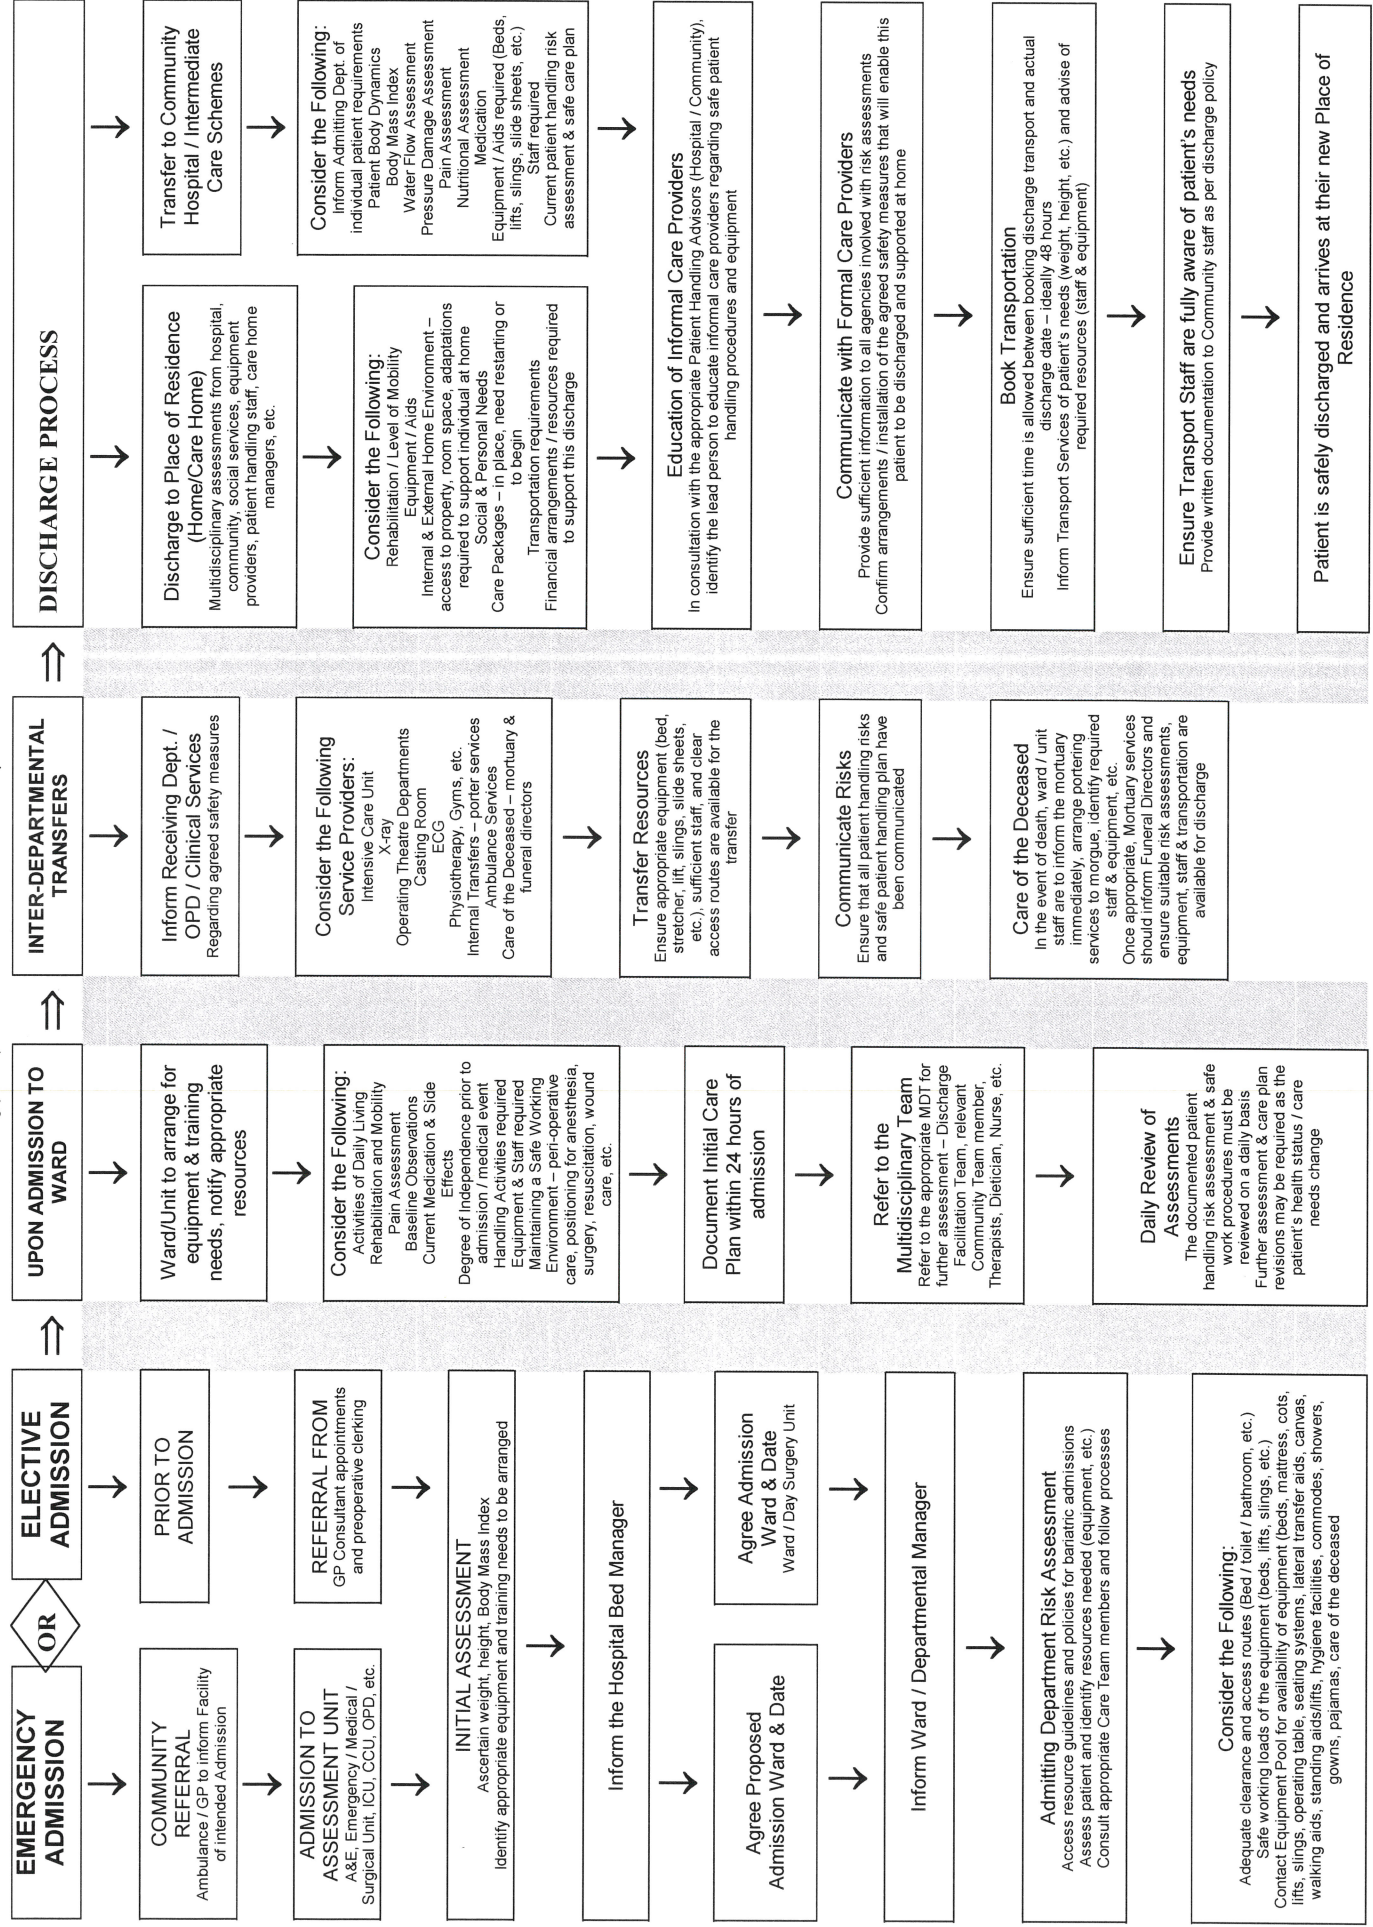 EMERGENCY
ADMISSION
OR
ELECTIVE
ADMISSION
COMMUNITY
REFERRAL
Ambulance / GP to inform Facility
of intended Admission
PRIOR TO
ADMISSION
ADMISSION TO
ASSESSMENT UNIT
A&E, Emergency / Medical /
Surgical Unit, ICU, CCU, OPD, etc.
REFERRAL FROM
GP Consultant appointments
and preoperative clerking
INITIAL ASSESSMENT
Ascertain weight, height, Body Mass Index
Identify appropriate equipment and training needs to be arranged
Inform the Hospital Bed Manager
Agree Proposed
Admission Ward & Date
Agree Admission
Ward & Date
Ward / Day Surgery Unit
Inform Ward / Departmental Manager
Admitting Department Risk Assessment
Access resource guidelines and policies for bariatric admissions
Assess patient and identify resources needed (equipment, etc.)
Consult appropriate Care Team members and follow processes
Consider the Following:
Adequate clearance and access routes (Bed / toilet / bathroom, etc.)
Safe working loads of the equipment (beds, lifts, slings, etc.)
Contact Equipment Pool for availability of equipment (beds, mattress, cots,
lifts, slings, operating table, seating systems, lateral transfer aids, canvas,
walking aids, standing aids/lifts, hygiene facilities, commodes, showers,
gowns, pajamas, care of the deceased
UPON ADMISSION TO
WARD
Ward/Unit to arrange for
equipment & training
needs, notify appropriate
resources
Consider the Following:
Activities of Daily Living
Rehabilitation and Mobility
Pain Assessment
Baseline Observations
Current Medication & Side
Effects
Degree of Independence prior to
admission / medical event
Handling Activities required
Equipment & Staff required
Maintaining a Safe Working
Environment – peri-operative
care, positioning for anesthesia,
surgery, resuscitation, wound
care, etc.
Document Initial Care
Plan within 24 hours of
admission
Refer to the
Multidisciplinary Team
Refer to the appropriate MDT for
further assessment – Discharge
Facilitation Team, relevant
Community Team member,
Therapists, Dietician, Nurse, etc.
Daily Review of
Assessments
The documented patient
handling risk assessment & safe
work procedures must be
reviewed on a daily basis
Further assessment & care plan
revisions may be required as the
patient's health status / care
needs change
INTER-DEPARTMENTAL
TRANSFERS
Inform Receiving Dept. /
OPD / Clinical Services
Regarding agreed safety measures
Consider the Following
Service Providers:
Intensive Care Unit
X-ray
Operating Theatre Departments
Casting Room
ECG
Physiotherapy, Gyms, etc.
Internal Transfers – porter services
Ambulance Services
Care of the Deceased – mortuary &
funeral directors
Transfer Resources
Ensure appropriate equipment (bed,
stretcher, lift, slings, slide sheets,
etc.), sufficient staff, and clear
access routes are available for the
transfer
Communicate Risks
Ensure that all patient handling risks
and safe patient handling plan have
been communicated
Care of the Deceased
In the event of death, ward / unit
staff are to inform the mortuary
immediately, arrange portering
services to morgue, identify required
staff & equipment, etc.
Once appropriate, Mortuary services
should inform Funeral Directors and
ensure suitable risk assessments,
equipment, staff & transportation are
available for discharge
DISCHARGE PROCESS
Discharge to Place of Residence
(Home/Care Home)
Multidisciplinary assessments from hospital,
community, social services, equipment
providers, patient handling staff, care home
managers, etc.
Transfer to Community
Hospital / Intermediate
Care Schemes
Consider the Following:
Rehabilitation / Level of Mobility
Equipment / Aids
Internal & External Home Environment –
access to property, room space, adaptations
required to support individual at home
Social & Personal Needs
Care Packages – in place, need restarting or
to begin
Transportation requirements
Financial arrangements / resources required
to support this discharge
Consider the Following:
Inform Admitting Dept. of
individual patient requirements
Patient Body Dynamics
Body Mass Index
Water Flow Assessment
Pressure Damage Assessment
Pain Assessment
Nutritional Assessment
Medication
Equipment / Aids required (Beds,
lifts, slings, slide sheets, etc.)
Staff required
Current patient handling risk
assessment & safe care plan
Education of Informal Care Providers
In consultation with the appropriate Patient Handling Advisors (Hospital / Community),
identify the lead person to educate informal care providers regarding safe patient
handling procedures and equipment
Communicate with Formal Care Providers
Provide sufficient information to all agencies involved with risk assessments
Confirm arrangements / installation of the agreed safety measures that will enable this
patient to be discharged and supported at home
Book Transportation
Ensure sufficient time is allowed between booking discharge transport and actual
discharge date – ideally 48 hours
Inform Transport Services of patient's needs (weight, height, etc.) and advise of
required resources (staff & equipment)
Ensure Transport Staff are fully aware of patient's needs
Provide written documentation to Community staff as per discharge policy
Patient is safely discharged and arrives at their new Place of
Residence